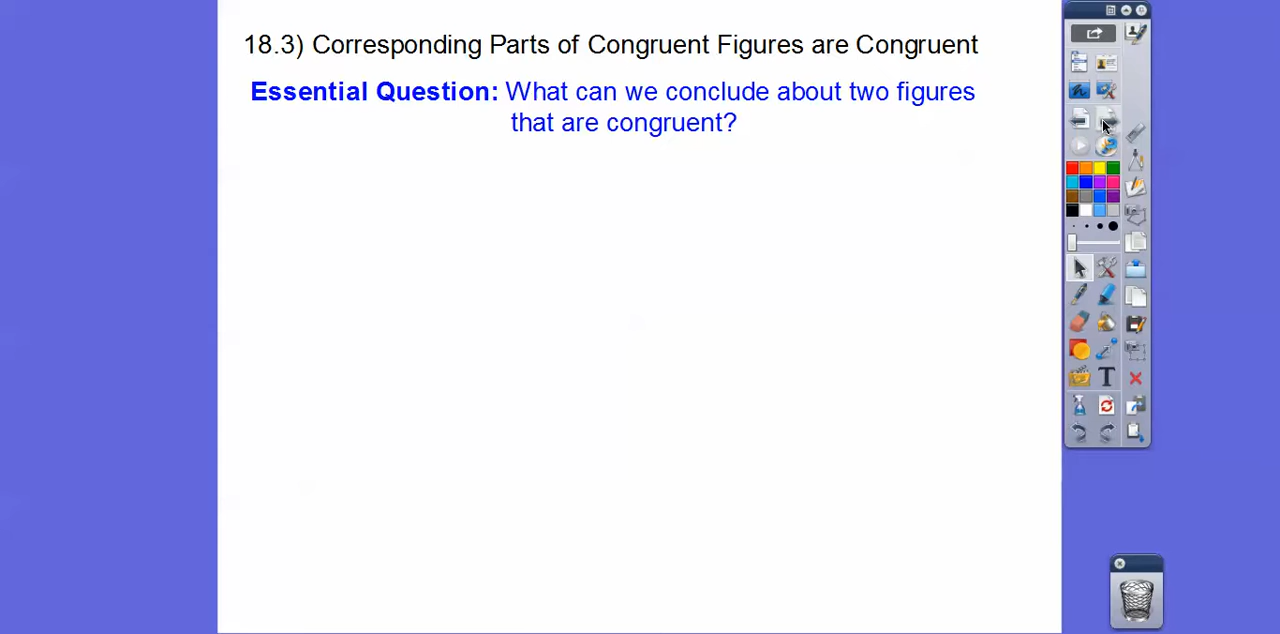 18.3) Corresponding Parts of Congruent Figures are Congruent
Essential Question: What can we conclude about two figures
that are congruent?